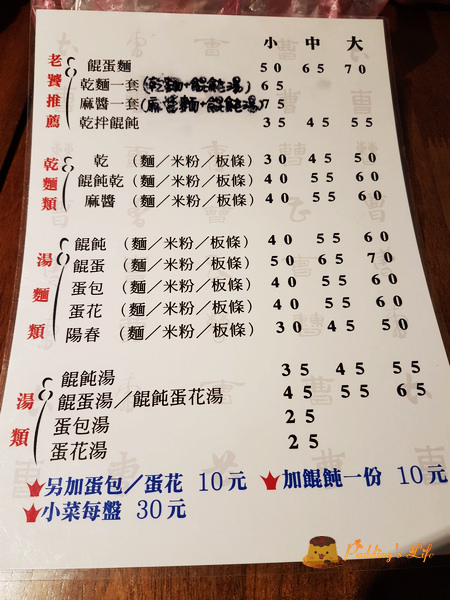 小 中 大
老饕推薦
餛蛋麵 50 65 70
乾麵一套(乾麵+餛飩湯) 65
麻醬一套(麻醬麵+餛飩湯) 75
乾拌餛飩 35 45 55
乾麵類
乾 (麵／米粉／板條) 30 45 50
餛飩乾 (麵／米粉／板條) 40 55 60
麻醬 (麵／米粉／板條) 40 55 60
湯麵類
餛飩 (麵／米粉／板條) 40 55 60
餛蛋 (麵／米粉／板條) 50 65 70
蛋包 (麵／米粉／板條) 40 55 60
蛋花 (麵／米粉／板條) 40 55 60
陽春 (麵／米粉／板條) 30 45 50
湯類
餛飩湯 35 45 55
餛蛋湯／餛飩蛋花湯 45 55 65
蛋包湯 25
蛋花湯 25
另加蛋包／蛋花 10元 加餛飩一份 10元
小菜每盤 30元
Pudding's Life